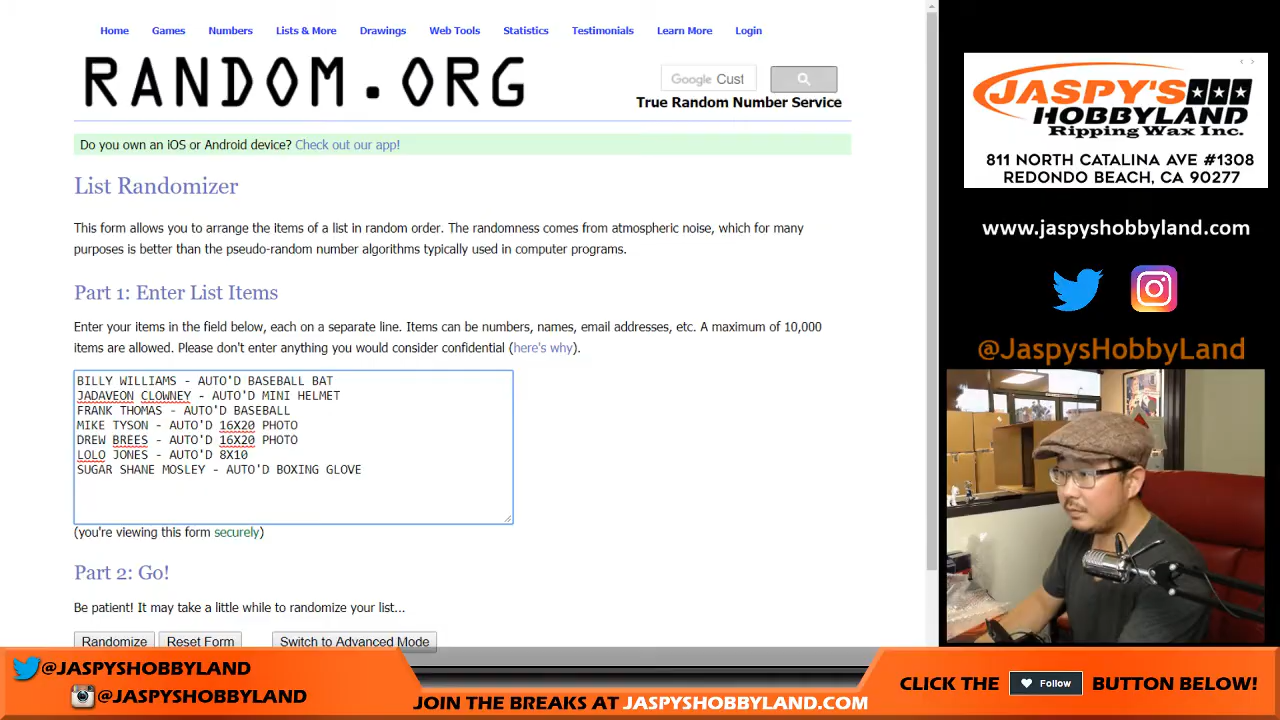 Home Games Numbers Lists & More Drawings Web Tools Statistics Testimonials Learn More Login
RANDOM.ORG
Google Cust
True Random Number Service
Do you own an iOS or Android device? Check out our app!
List Randomizer
This form allows you to arrange the items of a list in random order. The randomness comes from atmospheric noise, which for many
purposes is better than the pseudo-random number algorithms typically used in computer programs.
Part 1: Enter List Items
Enter your items in the field below, each on a separate line. Items can be numbers, names, email addresses, etc. A maximum of 10,000
items are allowed. Please don't enter anything you would consider confidential (here's why).
BILLY WILLIAMS - AUTO'D BASEBALL BAT
JADAVEON CLOWNEY - AUTO'D MINI HELMET
FRANK THOMAS - AUTO'D BASEBALL
MIKE TYSON - AUTO'D 16X20 PHOTO
DREW BREES - AUTO'D 16X20 PHOTO
LOLO JONES - AUTO'D 8X10
SUGAR SHANE MOSLEY - AUTO'D BOXING GLOVE
(you're viewing this form securely)
Part 2: Go!
Be patient! It may take a little while to randomize your list...
Randomize Reset Form Switch to Advanced Mode
JASPY'S
HOBBYLAND
Ripping Wax Inc.
811 NORTH CATALINA AVE #1308
REDONDO BEACH, CA 90277
www.jaspyshobbyland.com
@JaspysHobbyLand
@JASPYSHOBBYLAND
@JASPYSHOBBYLAND
JOIN THE BREAKS AT JASPYSHOBBYLAND.COM
CLICK THE Follow BUTTON BELOW!